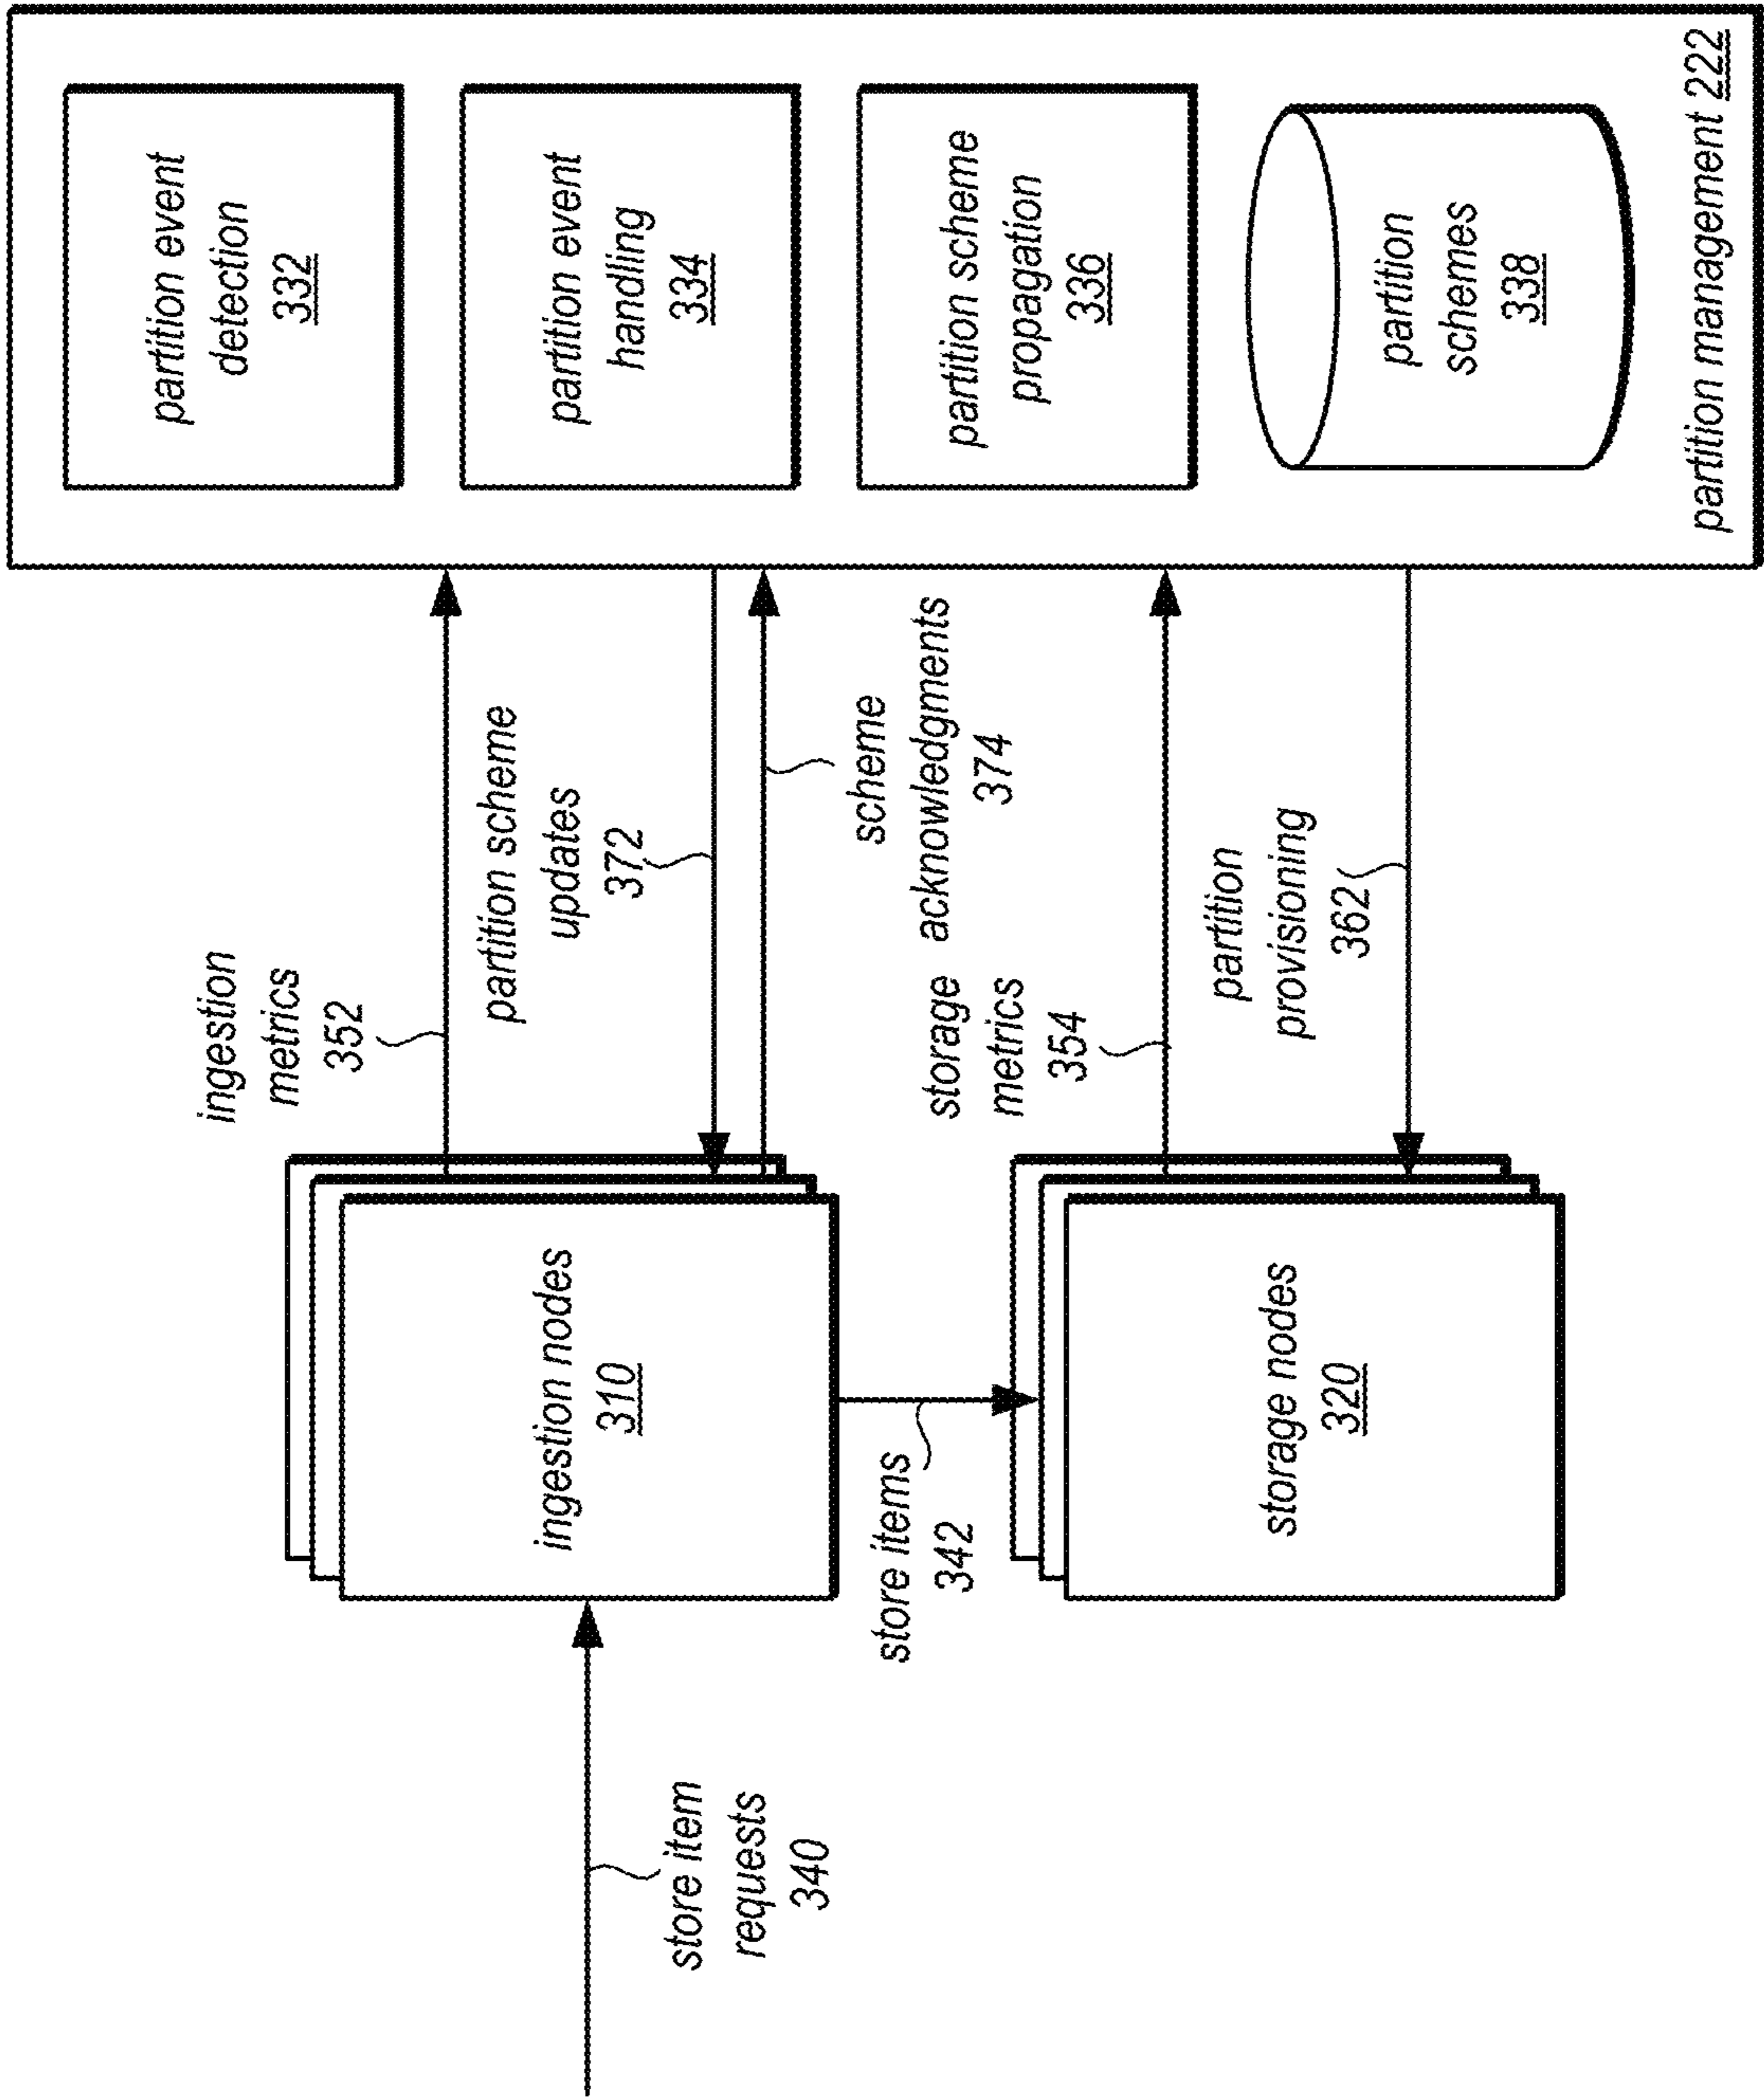 store item
requests
340
ingestion nodes
310
store items
342
storage nodes
320
ingestion
metrics
352
partition scheme
updates
372
scheme
acknowledgments
374
storage
metrics
354
partition
provisioning
362
partition event
detection
332
partition event
handling
334
partition scheme
propagation
336
partition
schemes
338
partition management 222